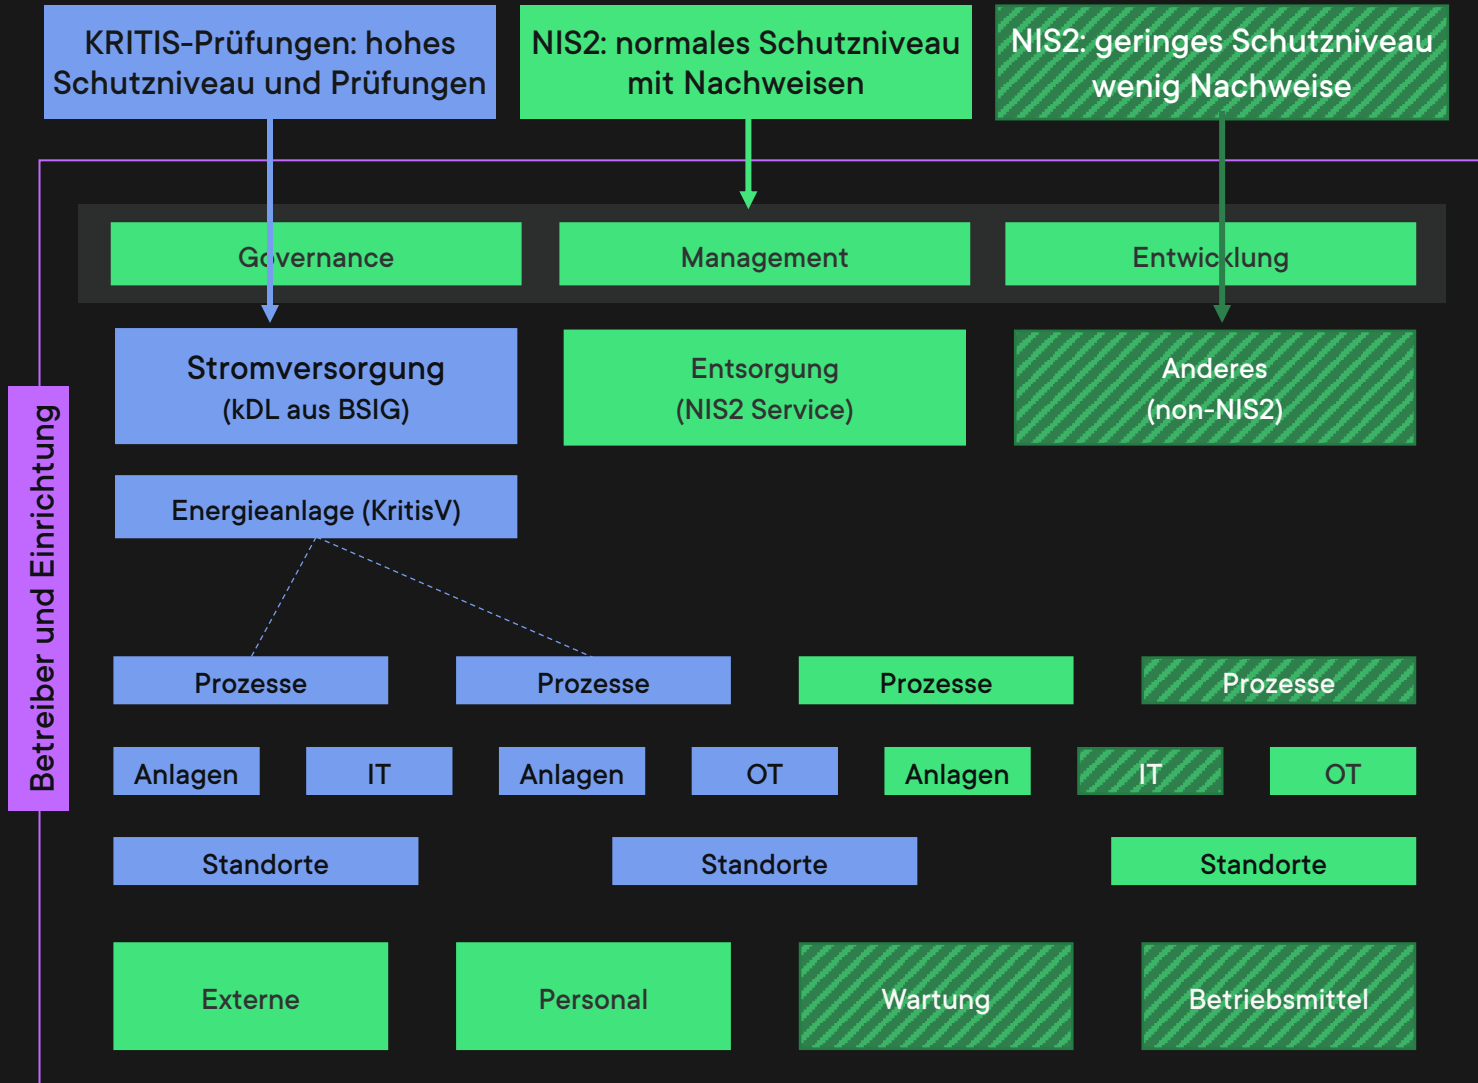 KRITIS-Prüfungen: hohes
Schutzniveau und Prüfungen
NIS2: normales Schutzniveau
mit Nachweisen
NIS2: geringes Schutzniveau
wenig Nachweise
Governance
Management
Entwicklung
Stromversorgung
(kDL aus BSIG)
Entsorgung
(NIS2 Service)
Anderes
(non-NIS2)
Betreiber und Einrichtung
Energieanlage (KritisV)
Prozesse
Prozesse
Prozesse
Prozesse
Anlagen
IT
Anlagen
OT
Anlagen
IT
OT
Standorte
Standorte
Standorte
Externe
Personal
Wartung
Betriebsmittel